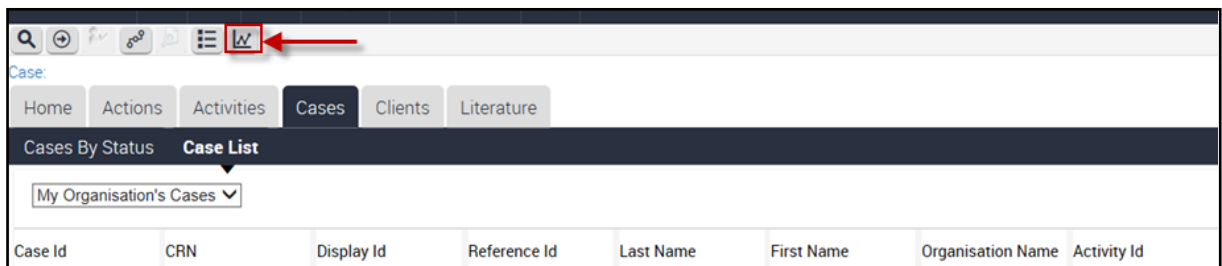 Case:
Home Actions Activities Cases Clients Literature
Cases By Status Case List
My Organisation's Cases
Case Id CRN Display Id Reference Id Last Name First Name Organisation Name Activity Id